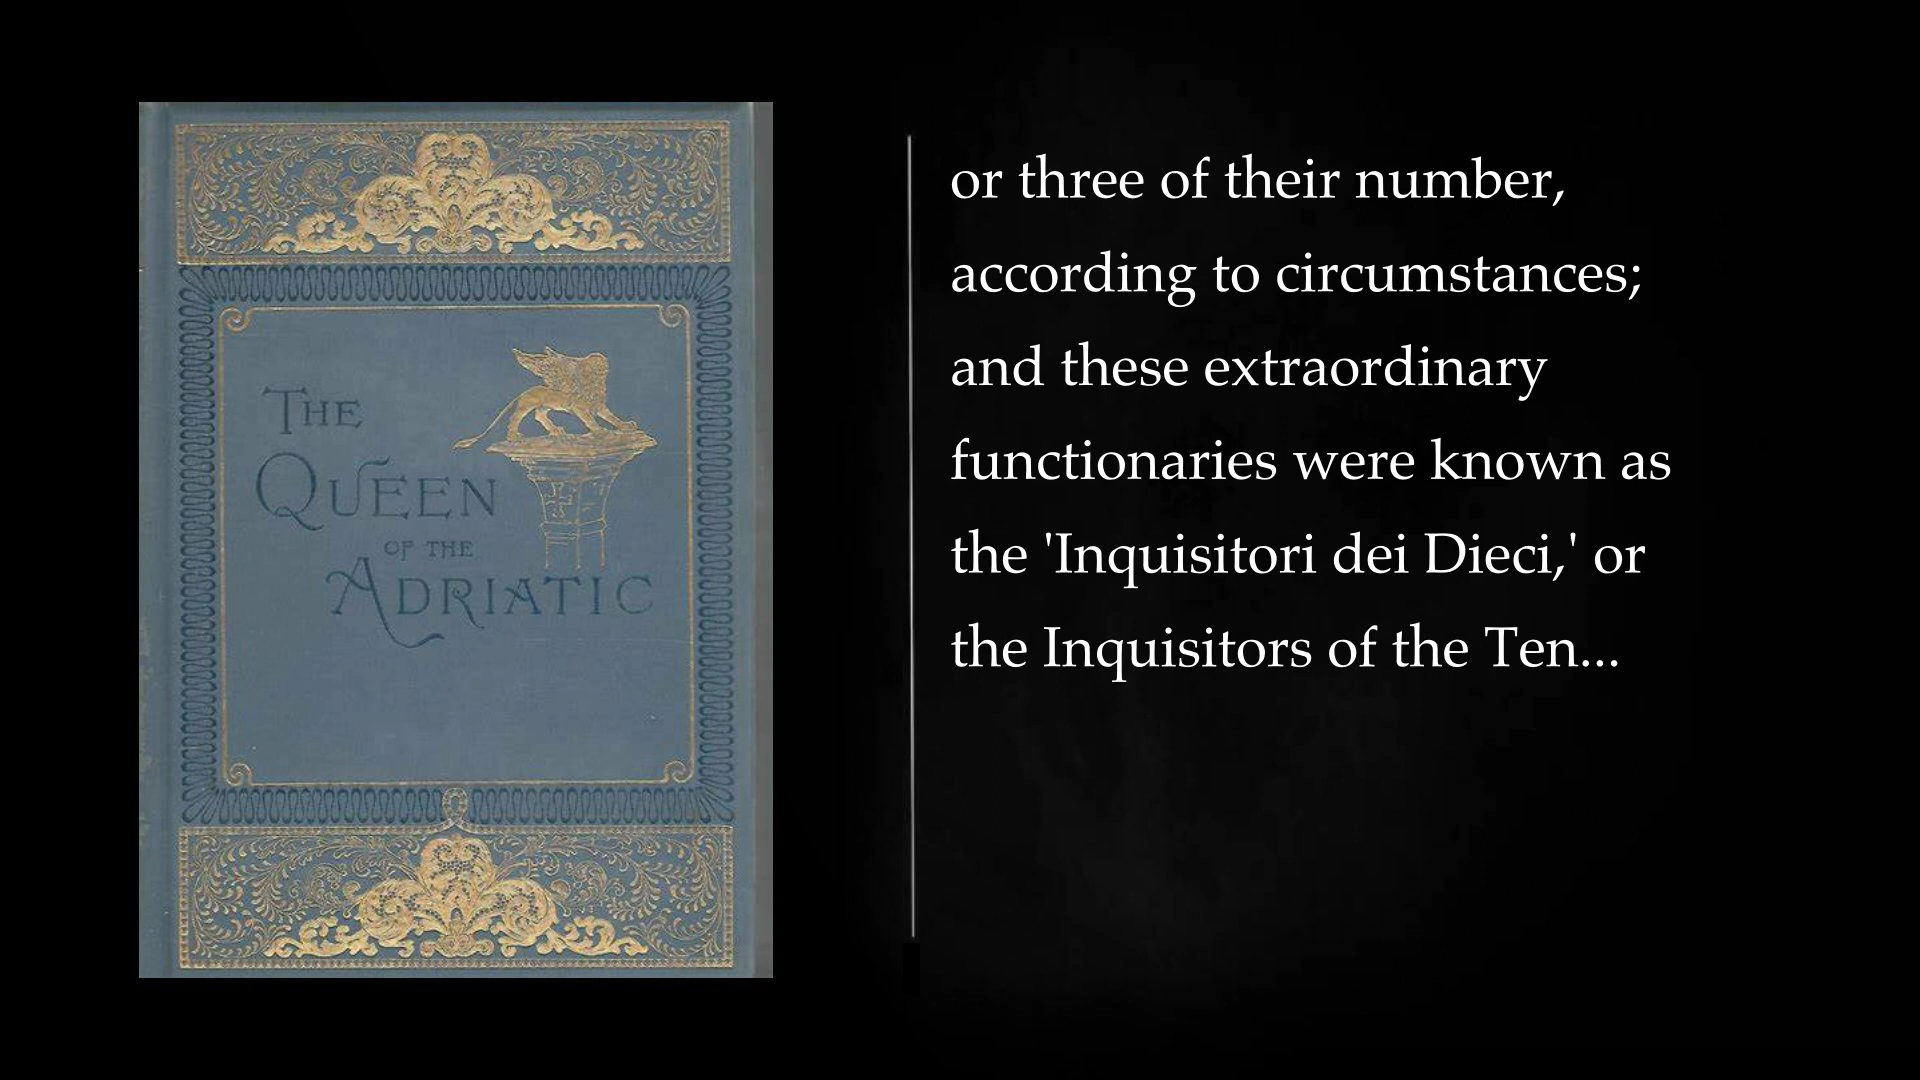 The
Queen
of the
Adriatic
or three of their number,
according to circumstances;
and these extraordinary
functionaries were known as
the 'Inquisitori dei Dieci,' or
the Inquisitors of the Ten...